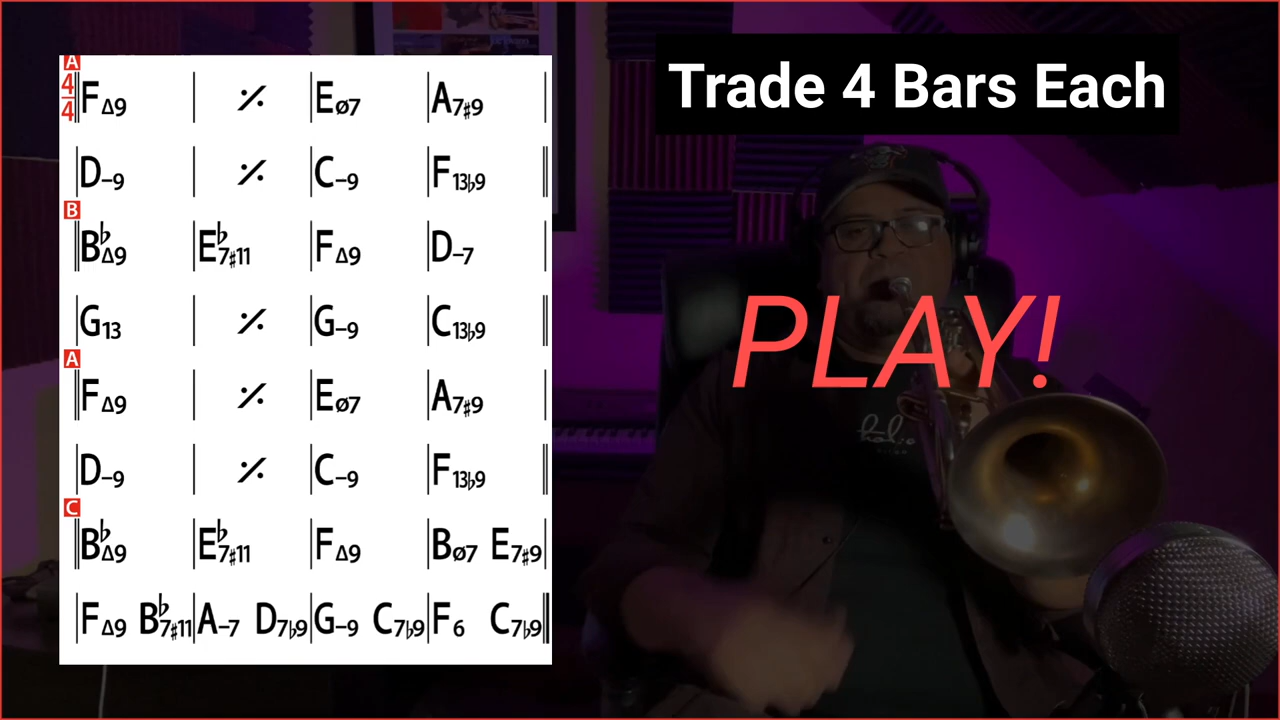 Trade 4 Bars Each
PLAY!
A
4/4 FΔ9 | 𝄎 | Eø7 | A7♯9
D–9 | 𝄎 | C–9 | F13♭9
B
B♭Δ9 | E♭7♯11 | FΔ9 | D–7
G13 | 𝄎 | G–9 | C13♭9
A
FΔ9 | 𝄎 | Eø7 | A7♯9
D–9 | 𝄎 | C–9 | F13♭9
C
B♭Δ9 | E♭7♯11 | FΔ9 | Bø7 E7♯9
FΔ9 B♭7♯11 | A–7 D7♭9 | G–9 C7♭9 | F6 C7♭9